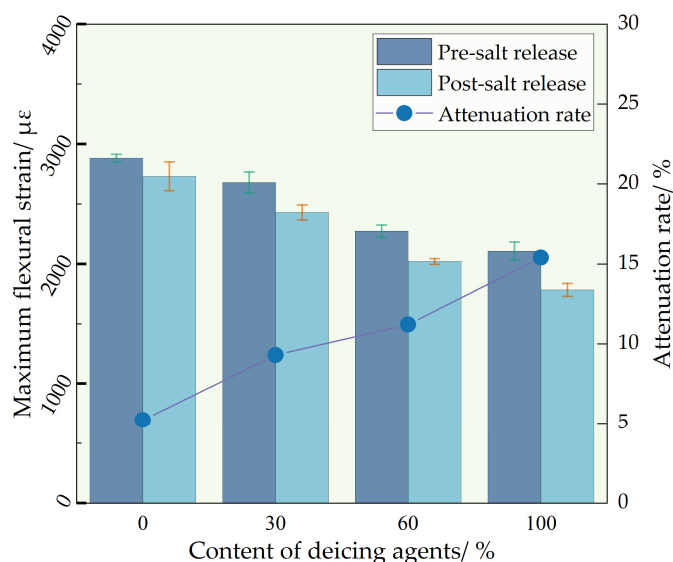 Maximum flexural strain/ με
4000
3000
2000
1000
0
Pre-salt release
Post-salt release
Attenuation rate
30
25
20
15
10
5
0
Attenuation rate/ %
0 30 60 100
Content of deicing agents/ %